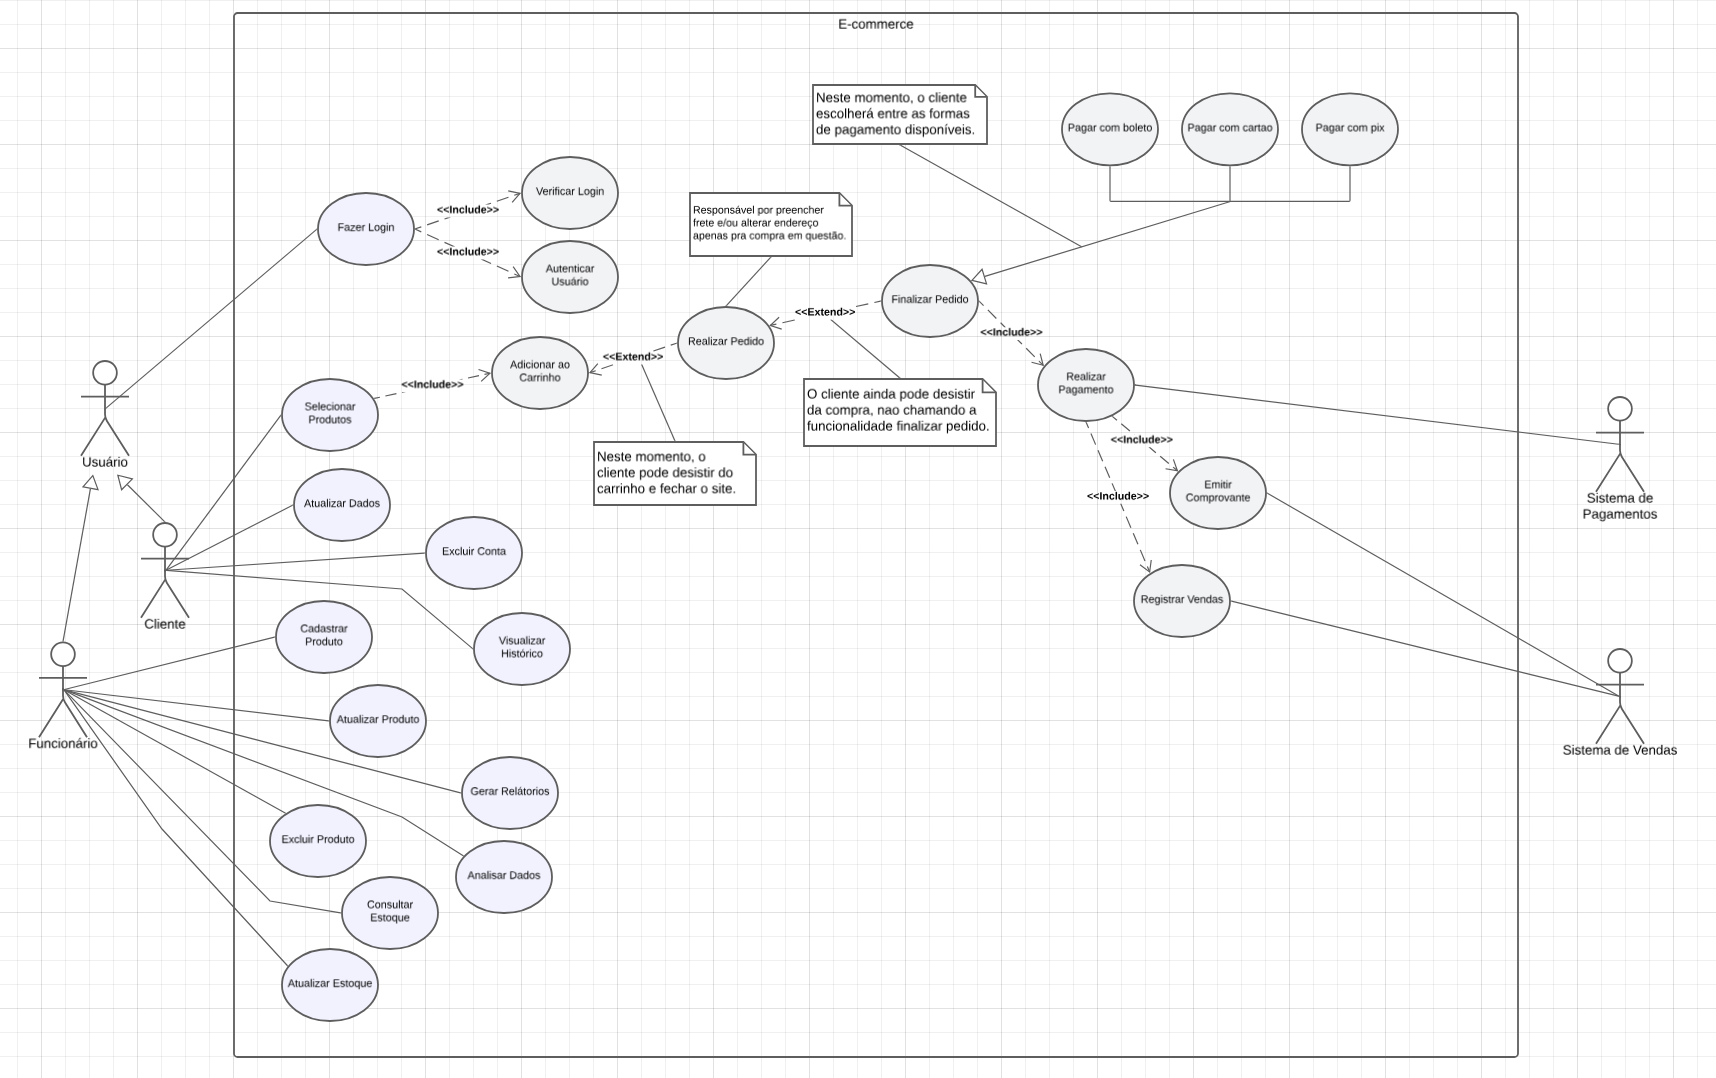 E-commerce
Neste momento, o cliente
escolherá entre as formas
de pagamento disponíveis.
Pagar com boleto
Pagar com cartao
Pagar com pix
Verificar Login
<<Include>>
Fazer Login
<<Include>>
Autenticar
Usuário
Responsável por preencher
frete e/ou alterar endereço
apenas pra compra em questão.
Finalizar Pedido
<<Extend>>
<<Include>>
Realizar Pedido
<<Extend>>
Adicionar ao
Carrinho
<<Include>>
Selecionar
Produtos
Realizar
Pagamento
O cliente ainda pode desistir
da compra, nao chamando a
funcionalidade finalizar pedido.
Usuário
Neste momento, o
cliente pode desistir do
carrinho e fechar o site.
<<Include>>
<<Include>>
Emitir
Comprovante
Sistema de
Pagamentos
Atualizar Dados
Excluir Conta
Cliente
Registrar Vendas
Cadastrar
Produto
Visualizar
Histórico
Funcionário
Atualizar Produto
Sistema de Vendas
Gerar Relátorios
Excluir Produto
Analisar Dados
Consultar
Estoque
Atualizar Estoque